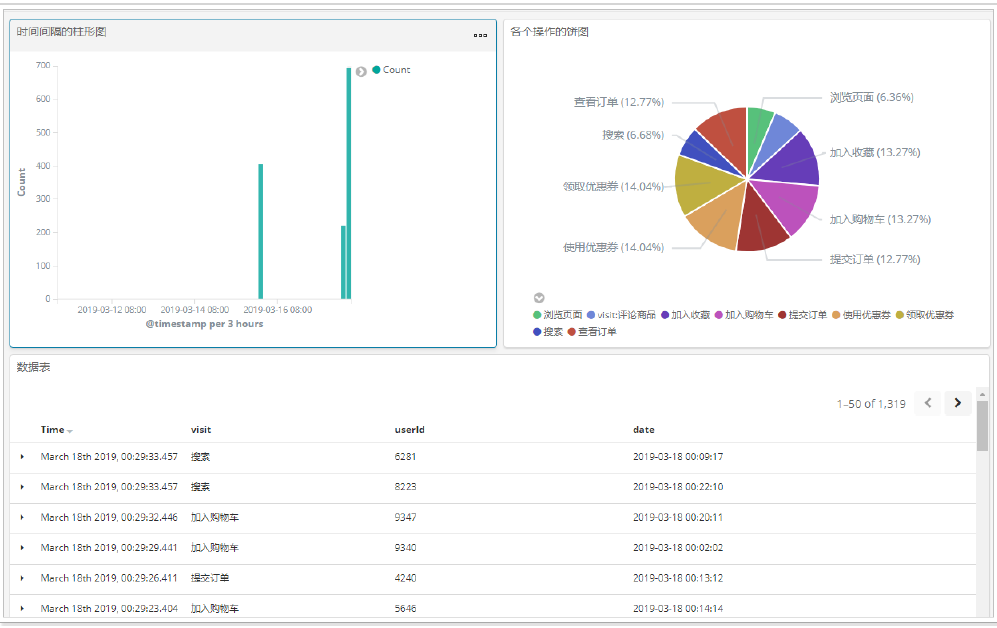 时间间隔的柱形图
700
600
500
400
300
200
100
0
Count
2019-03-12 08:00 2019-03-14 08:00 2019-03-16 08:00
@timestamp per 3 hours
Count
各个操作的饼图
查看订单 (12.77%)
搜索 (6.68%)
领取优惠券 (14.04%)
使用优惠券 (14.04%)
浏览页面 (6.36%)
加入收藏 (13.27%)
加入购物车 (13.27%)
提交订单 (12.77%)
浏览页面 visit:评论商品 加入收藏 加入购物车 提交订单 使用优惠券 领取优惠券
搜索 查看订单
数据表
1–50 of 1,319
Time visit userId date
March 18th 2019, 00:29:33.457 搜索 6281 2019-03-18 00:09:17
March 18th 2019, 00:29:33.457 搜索 8223 2019-03-18 00:22:10
March 18th 2019, 00:29:32.446 加入购物车 9347 2019-03-18 00:20:11
March 18th 2019, 00:29:29.441 加入购物车 9340 2019-03-18 00:02:02
March 18th 2019, 00:29:26.411 提交订单 4240 2019-03-18 00:13:12
March 18th 2019, 00:29:23.404 加入购物车 5646 2019-03-18 00:14:14